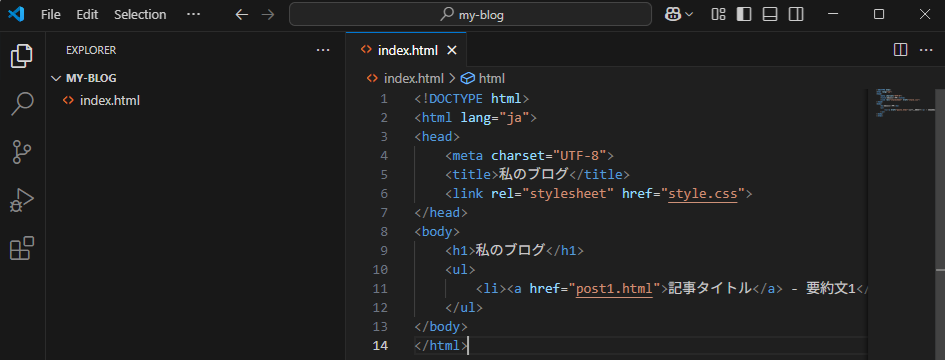 File Edit Selection ... my-blog
EXPLORER ...
MY-BLOG
index.html
index.html
index.html > html
1 <!DOCTYPE html>
2 <html lang="ja">
3 <head>
4 <meta charset="UTF-8">
5 <title>私のブログ</title>
6 <link rel="stylesheet" href="style.css">
7 </head>
8 <body>
9 <h1>私のブログ</h1>
10 <ul>
11 <li><a href="post1.html">記事タイトル</a> - 要約文1</
12 </ul>
13 </body>
14 </html>